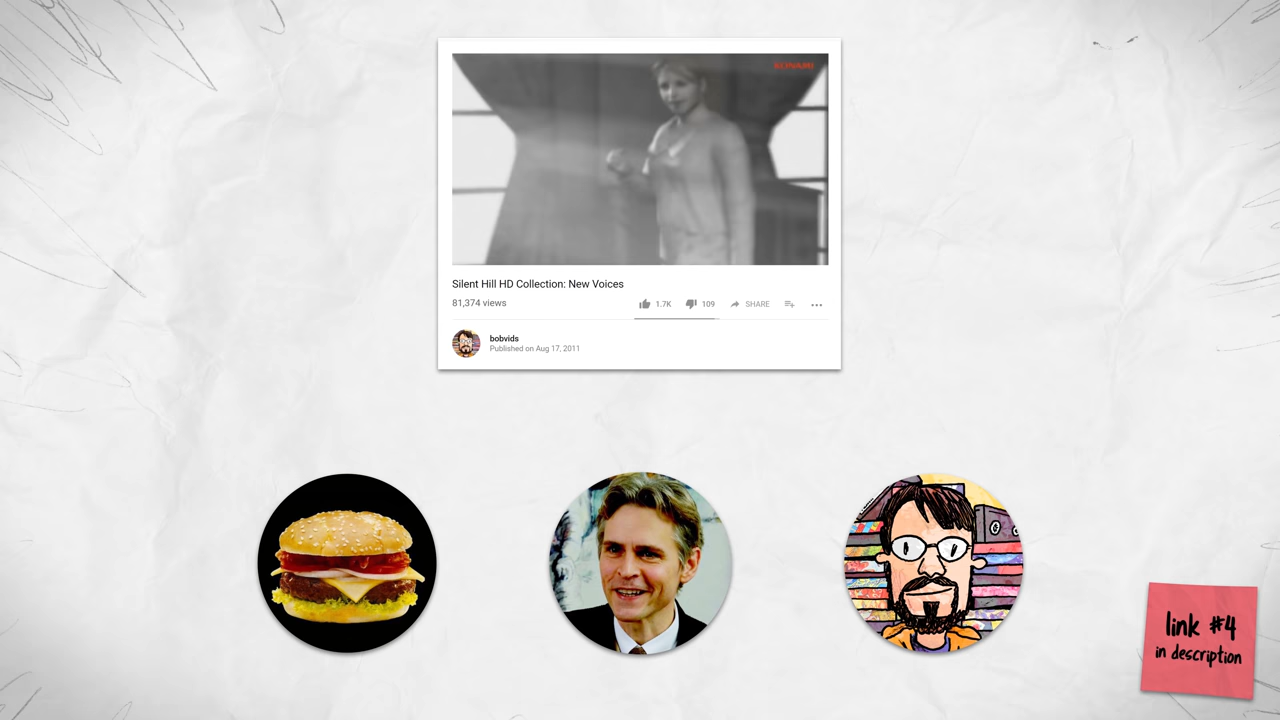 KONAMI
Silent Hill HD Collection: New Voices
81,374 views
1.7K
109
SHARE
bobvids
Published on Aug 17, 2011
link #4
in description